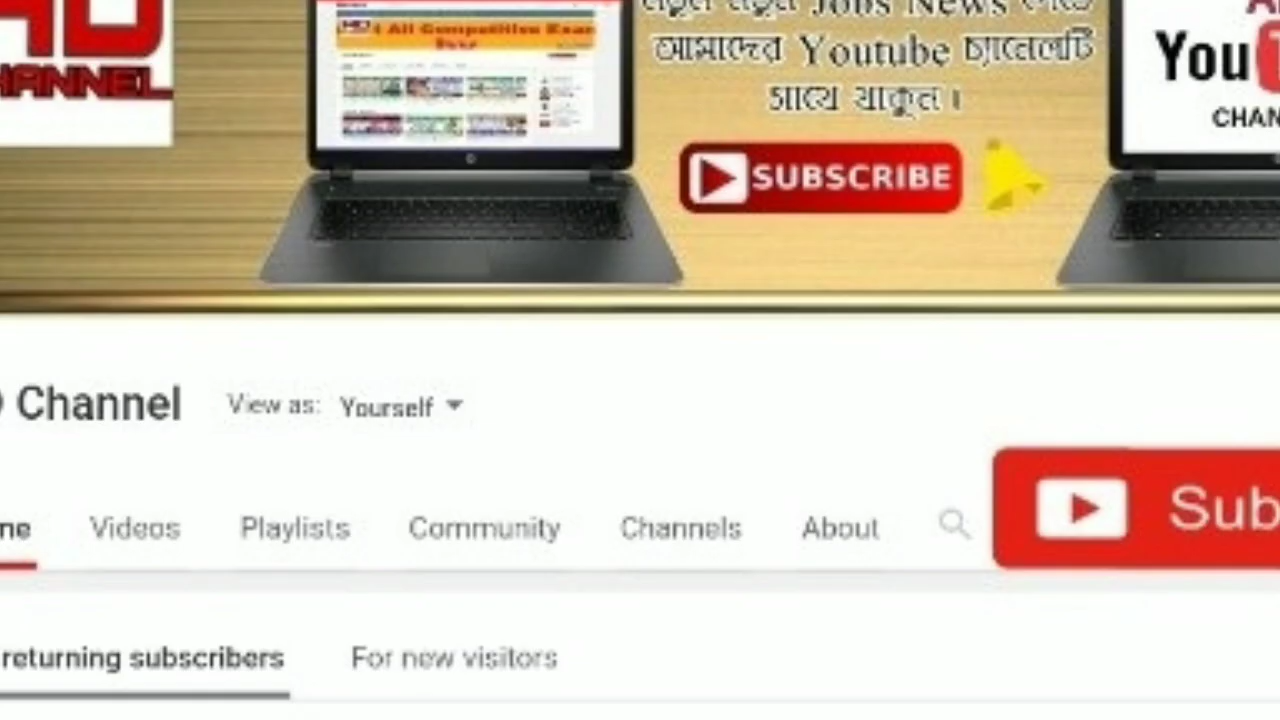 HD
CHANNEL
All Competitive Exam
Jobs News
আমাদের Youtube চ্যানেলটি
সাথে থাকুন।
SUBSCRIBE
You
CHAN
Channel
View as: Yourself
me
Videos
Playlists
Community
Channels
About
Sub
returning subscribers
For new visitors